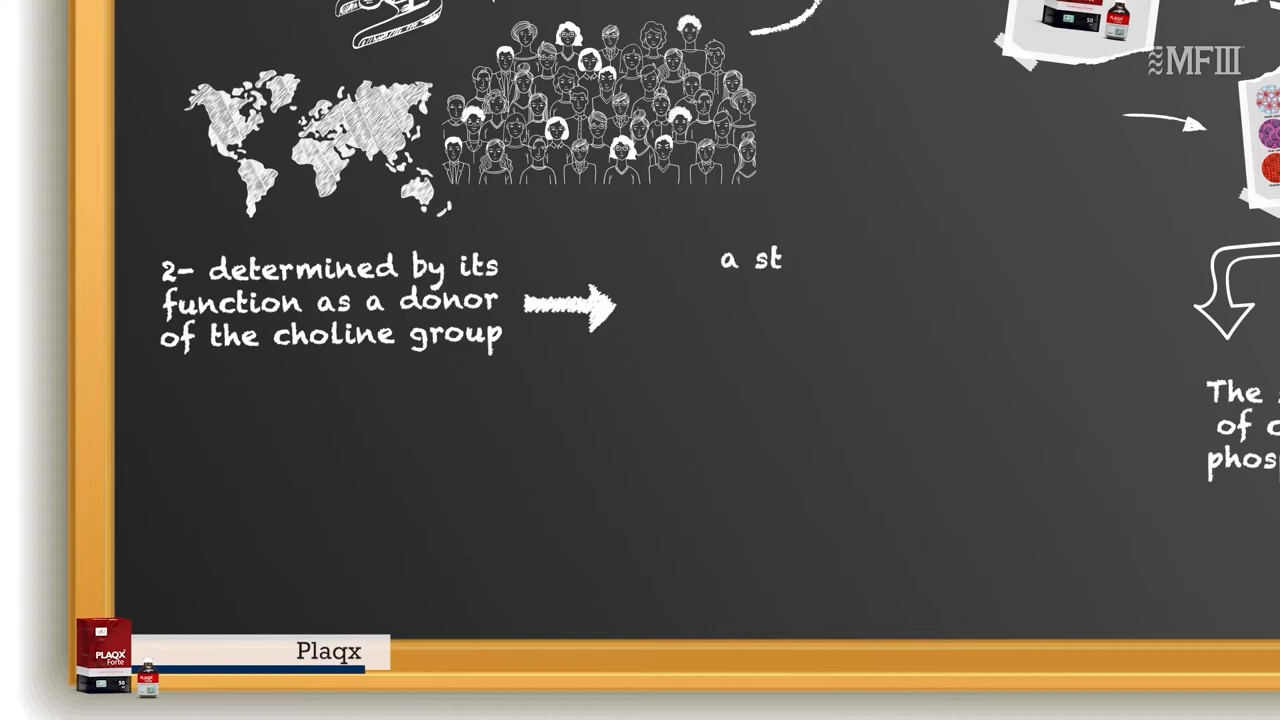 MFIII
2- determined by its
function as a donor
of the choline group
a st
The
of
phos
PLAQX
Forte
50
Plaqx